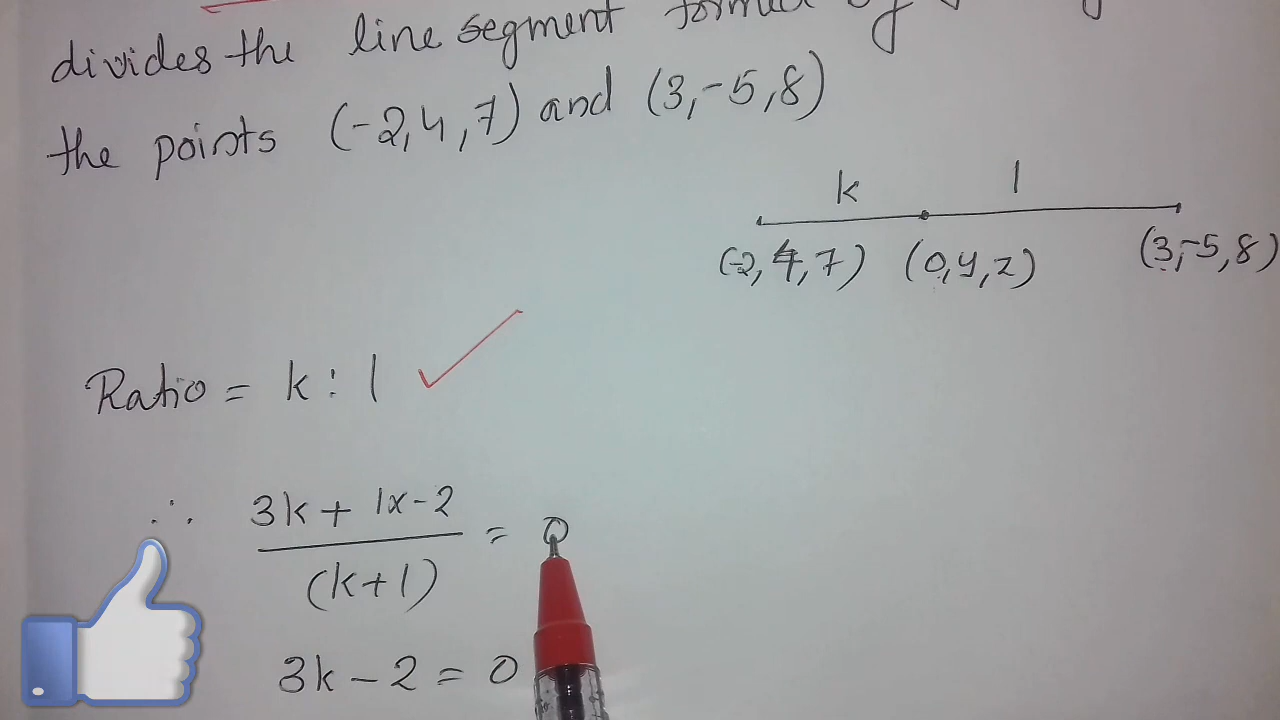 divides the line segment formed
the points (-2,4,7) and (3,-5,8)
k 1
(-2,4,7) (0,y,z) (3,-5,8)
Ratio = k : 1 ✓
∴ 3k + 1x-2
(k+1) = 0
3k - 2 = 0